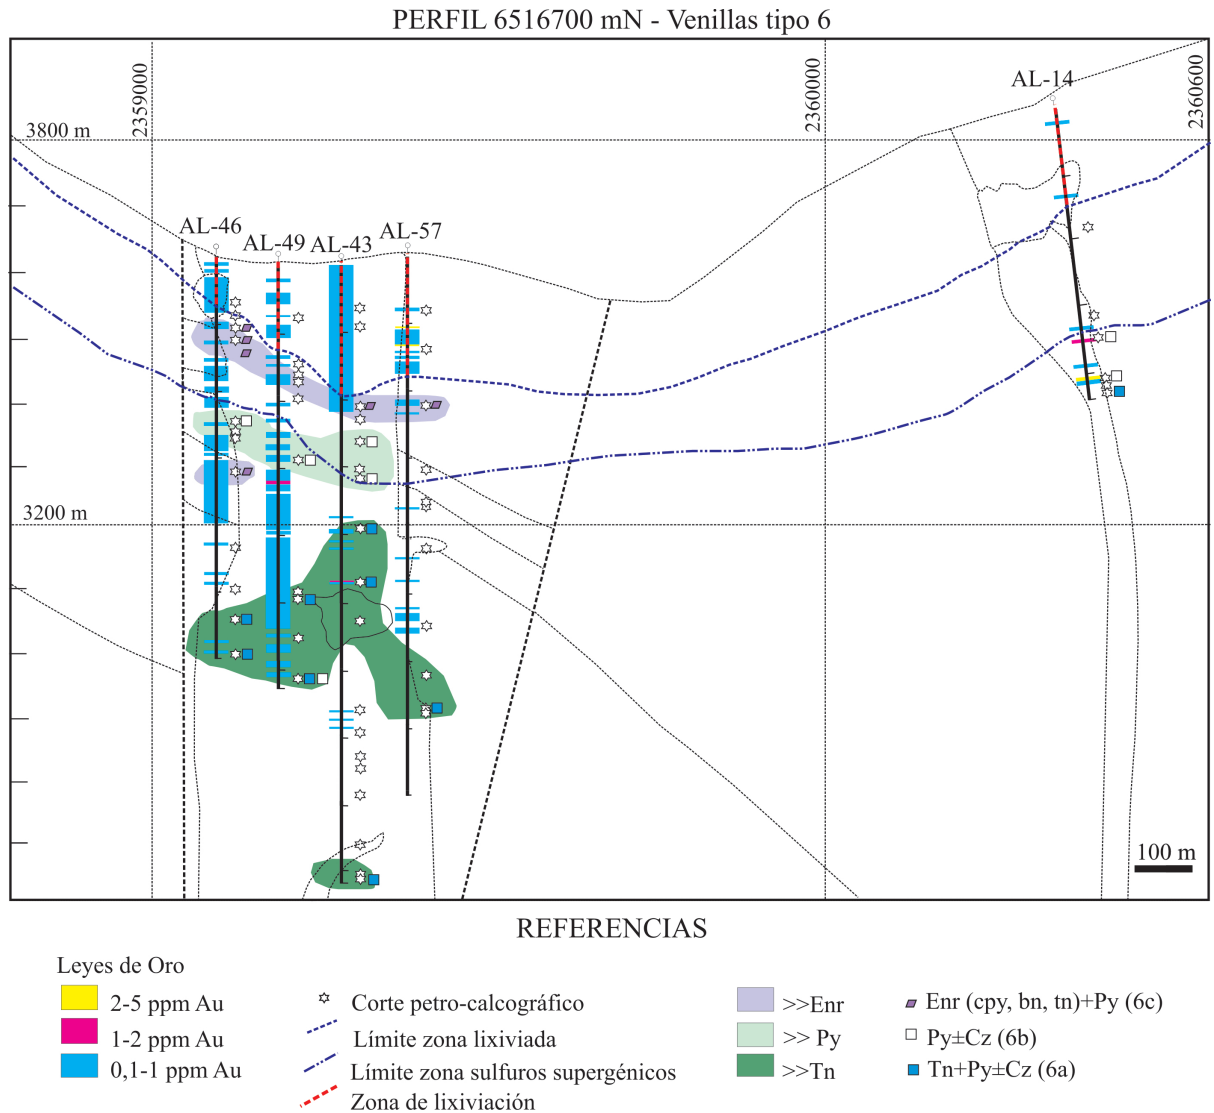 PERFIL 6516700 mN - Venillas tipo 6
2359000
2360000
2360600
AL-14
3800 m
AL-46
AL-49
AL-43
AL-57
3200 m
100 m
REFERENCIAS
Leyes de Oro
2-5 ppm Au
1-2 ppm Au
0,1-1 ppm Au
Corte petro-calcográfico
Límite zona lixiviada
Límite zona sulfuros supergénicos
Zona de lixiviación
>>Enr
>> Py
>>Tn
Enr (cpy, bn, tn)+Py (6c)
Py±Cz (6b)
Tn+Py±Cz (6a)